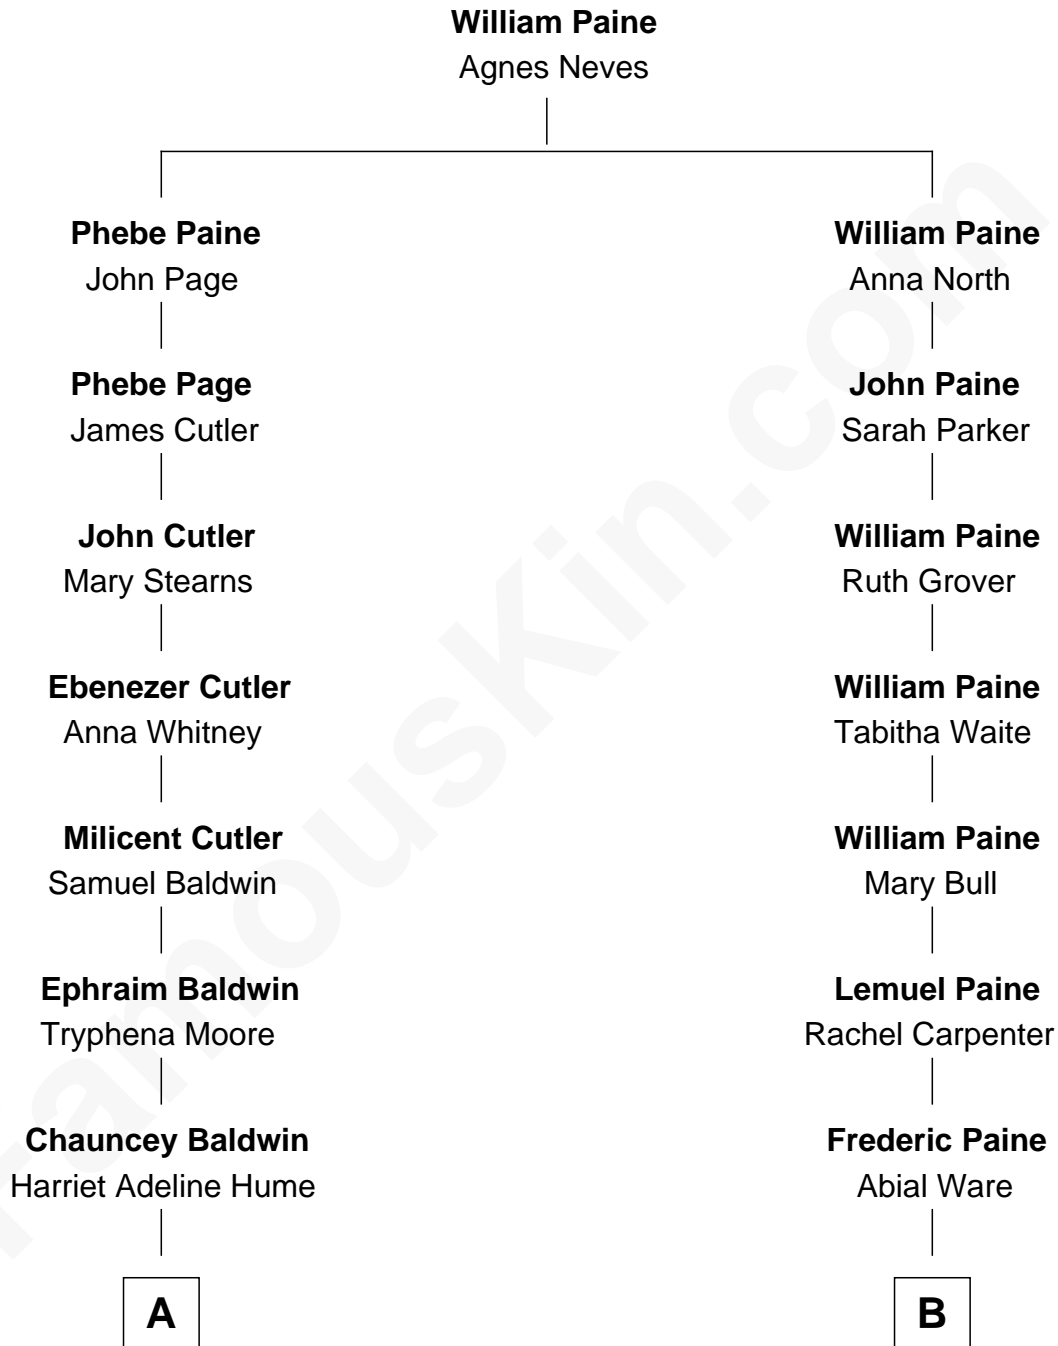 William Paine
Agnes Neves
Phebe Paine
John Page
William Paine
Anna North
Phebe Page
James Cutler
John Paine
Sarah Parker
John Cutler
Mary Stearns
William Paine
Ruth Grover
Ebenezer Cutler
Anna Whitney
William Paine
Tabitha Waite
Milicent Cutler
Samuel Baldwin
William Paine
Mary Bull
Ephraim Baldwin
Tryphena Moore
Lemuel Paine
Rachel Carpenter
Chauncey Baldwin
Harriet Adeline Hume
Frederic Paine
Abial Ware
A
B
FamousKin.com